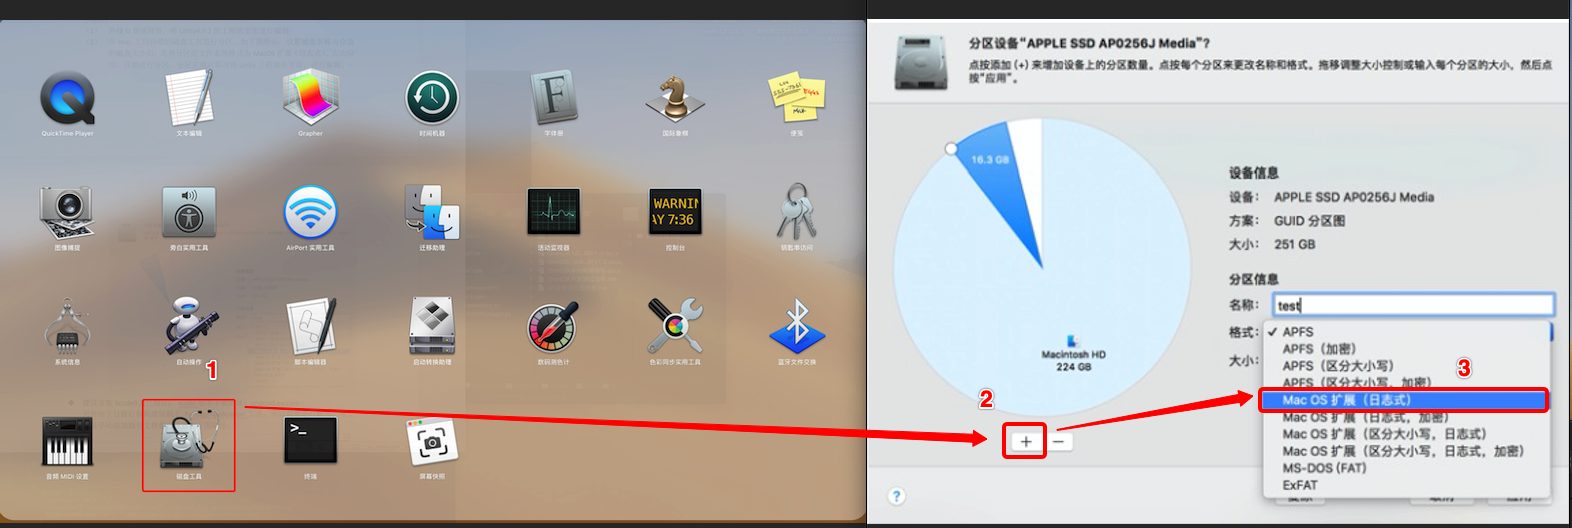 QuickTime Player
文本编辑
Grapher
时间机器
字体册
国际象棋
便笺
图像捕捉
旁白实用工具
AirPort 实用工具
迁移助理
活动监视器
WARNIN
AY 7:36
控制台
钥匙串访问
系统信息
自动操作
脚本编辑器
启动转换助理
数码测色计
色彩同步实用工具
蓝牙文件交换
1
音频 MIDI 设置
磁盘工具
>_
终端
屏幕快照
分区设备“APPLE SSD AP0256J Media”?
点按添加 (+) 来增加设备上的分区数量。点按每个分区来更改名称和格式。拖移调整大小控制或输入每个分区的大小，然后点
按“应用”。
16.3 GB
Macintosh HD
224 GB
设备信息
设备： APPLE SSD AP0256J Media
方案： GUID 分区图
大小： 251 GB
分区信息
名称： test
格式： ✓ APFS
APFS（加密）
大小： APFS（区分大小写）
APFS（区分大小写，加密）
Mac OS 扩展（日志式）
Mac OS 扩展（日志式，加密）
Mac OS 扩展（区分大小写，日志式）
Mac OS 扩展（区分大小写，日志式，加密）
MS-DOS (FAT)
ExFAT
2
3
+
−
?